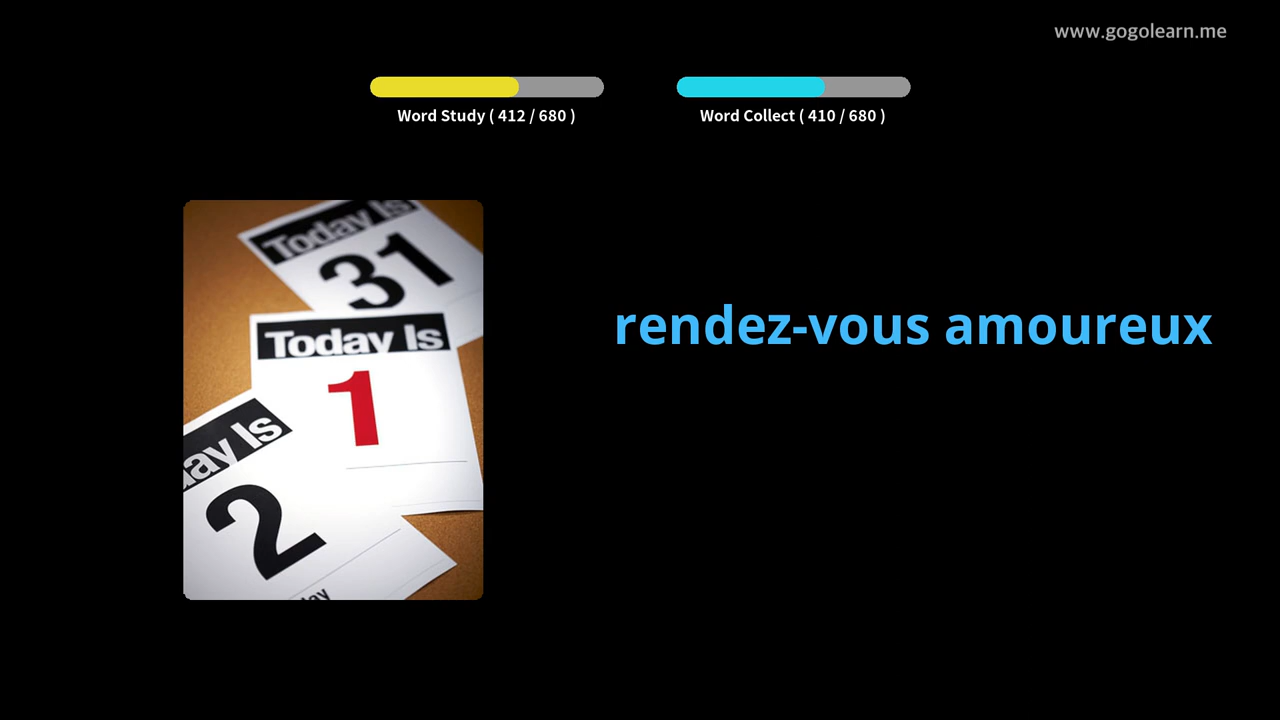 www.gogolearn.me
Word Study ( 412 / 680 )
Word Collect ( 410 / 680 )
Today Is
31
Today Is
1
ay Is
2
ay
rendez-vous amoureux